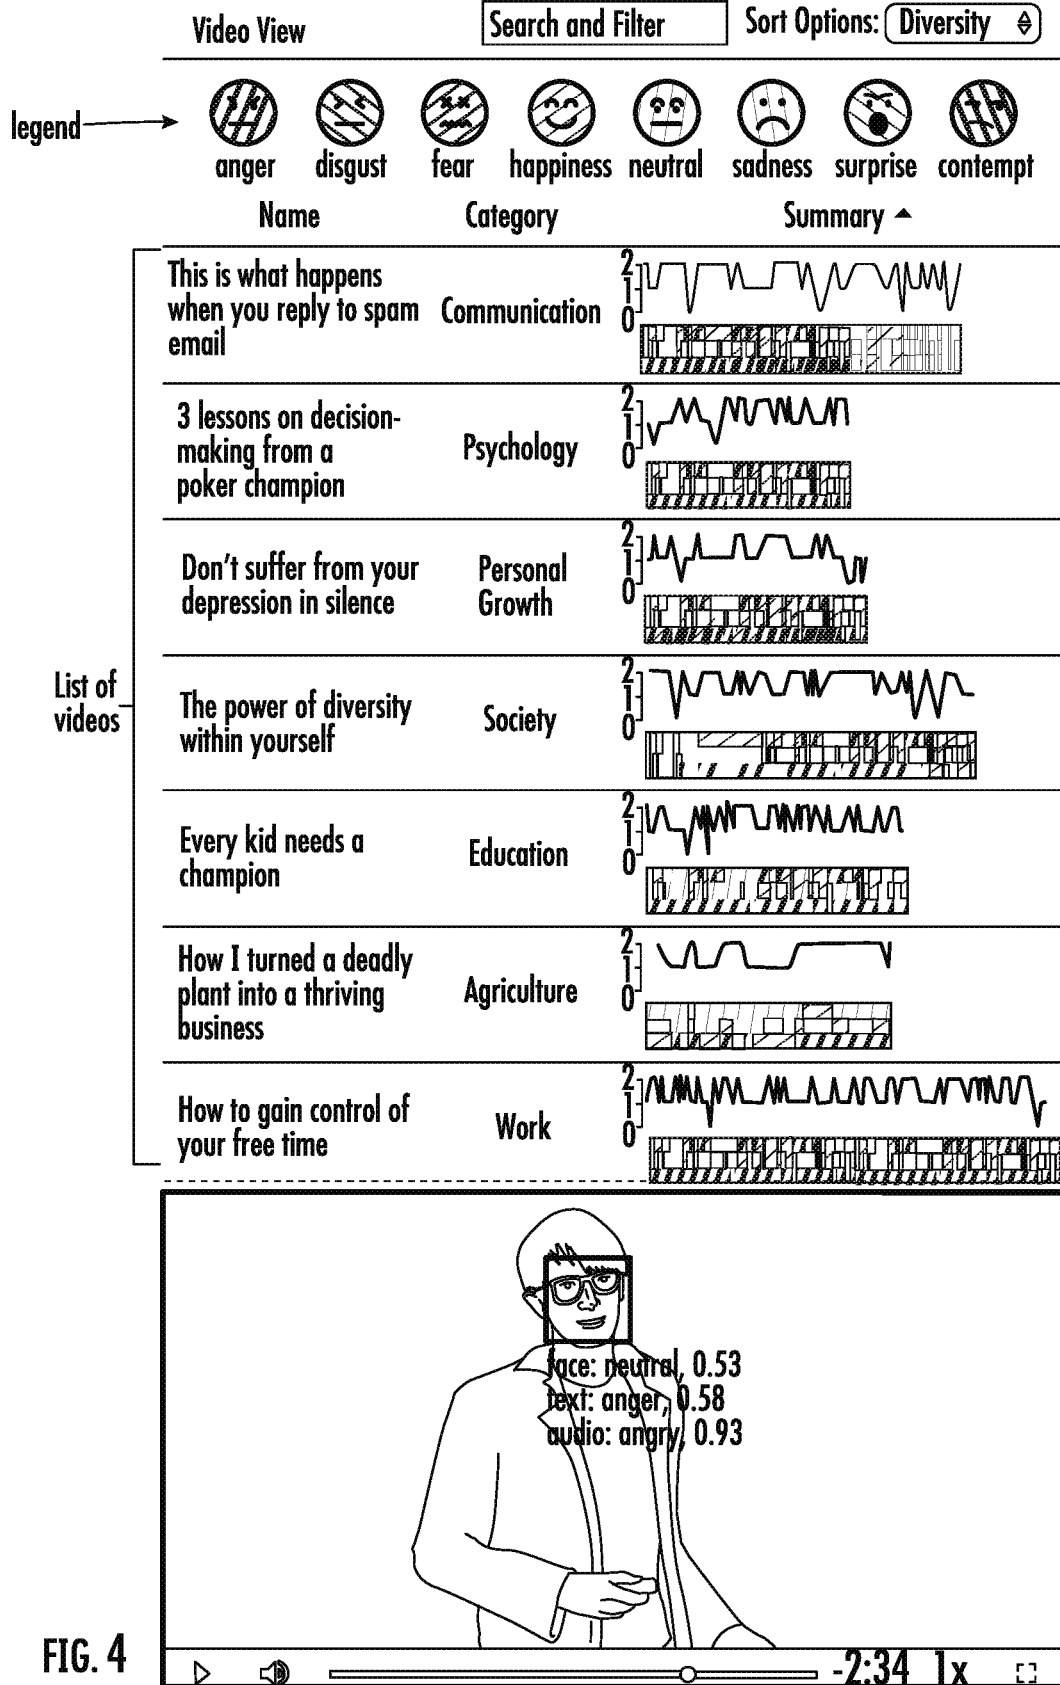 Video View
Search and Filter
Sort Options:
Diversity
legend
anger
disgust
fear
happiness
neutral
sadness
surprise
contempt
Name
Category
Summary
List of
videos
This is what happens
when you reply to spam
email
Communication
2
1
0
3 lessons on decision-
making from a
poker champion
Psychology
2
1
0
Don't suffer from your
depression in silence
Personal
Growth
2
1
0
The power of diversity
within yourself
Society
2
1
0
Every kid needs a
champion
Education
2
1
0
How I turned a deadly
plant into a thriving
business
Agriculture
2
1
0
How to gain control of
your free time
Work
2
1
0
face: neutral, 0.53
text: anger, 0.58
audio: angry, 0.93
FIG. 4
-2:34
1x